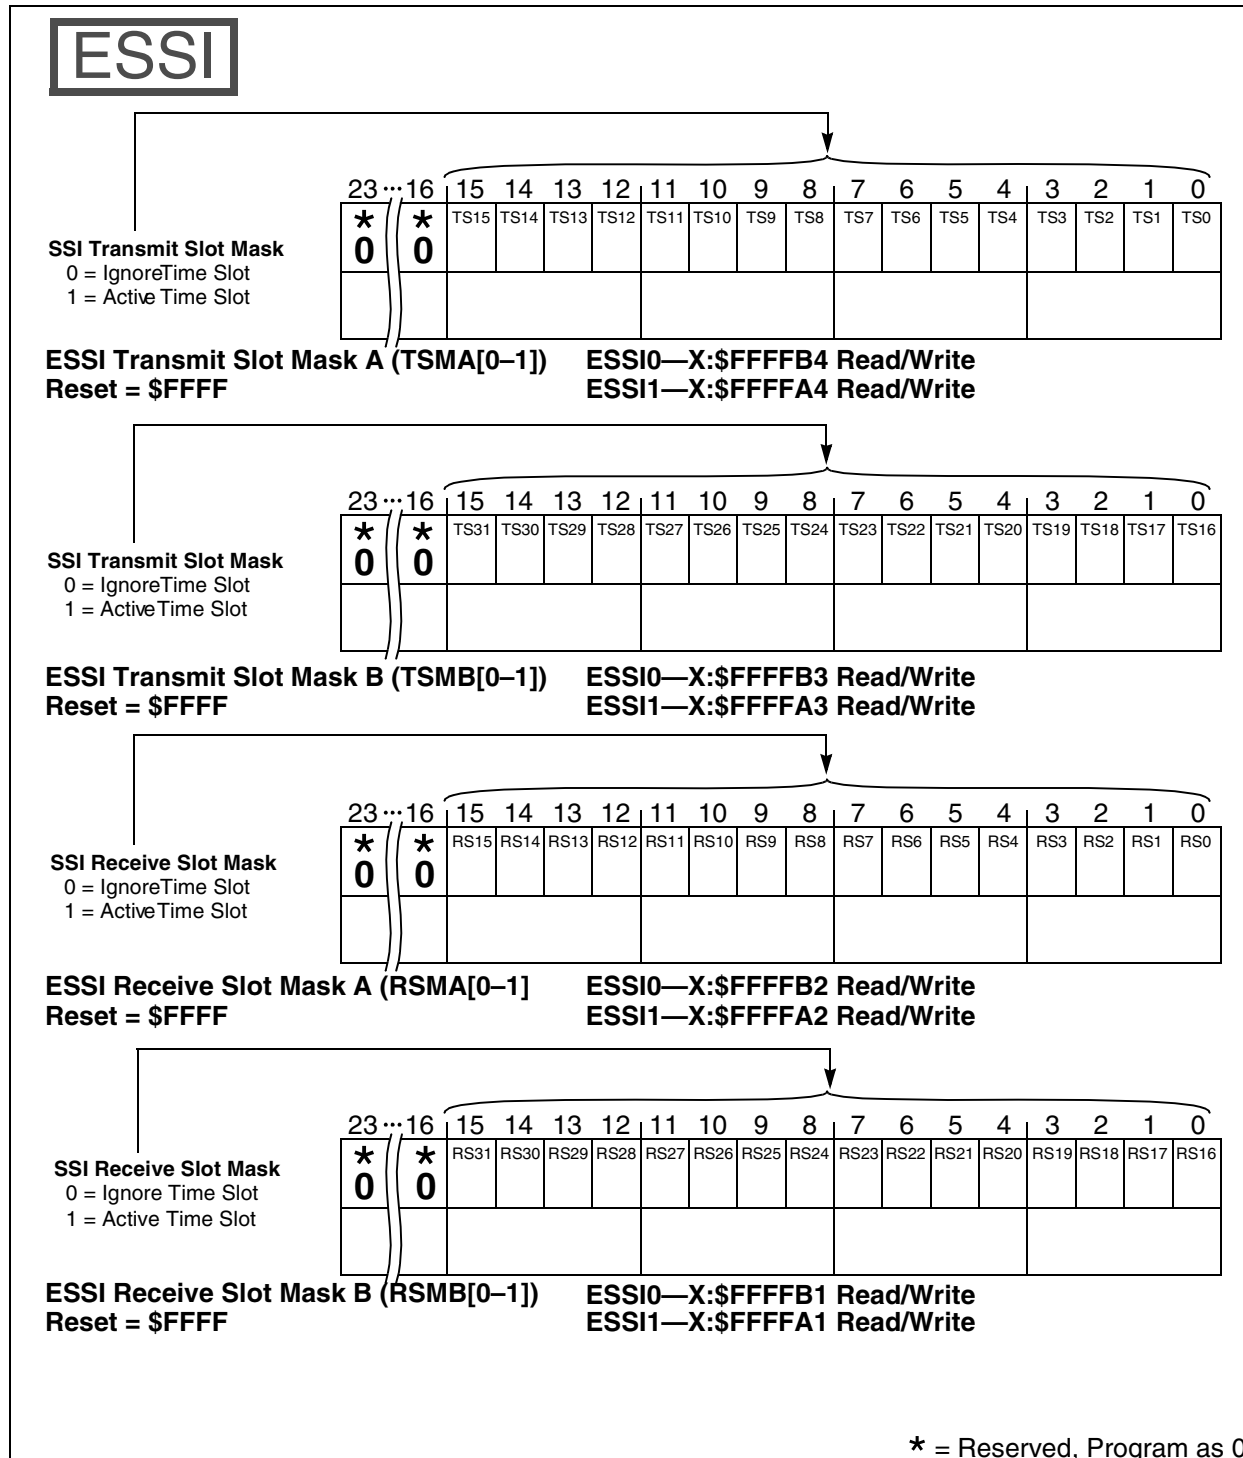 ESSI
23 ... 16 15 14 13 12 11 10 9 8 7 6 5 4 3 2 1 0
* * TS15 TS14 TS13 TS12 TS11 TS10 TS9 TS8 TS7 TS6 TS5 TS4 TS3 TS2 TS1 TS0
0 0
SSI Transmit Slot Mask
0 = IgnoreTime Slot
1 = Active Time Slot
ESSI Transmit Slot Mask A (TSMA[0–1]) ESSI0—X:$FFFFB4 Read/Write
Reset = $FFFF ESSI1—X:$FFFFA4 Read/Write
23 ... 16 15 14 13 12 11 10 9 8 7 6 5 4 3 2 1 0
* * TS31 TS30 TS29 TS28 TS27 TS26 TS25 TS24 TS23 TS22 TS21 TS20 TS19 TS18 TS17 TS16
0 0
SSI Transmit Slot Mask
0 = IgnoreTime Slot
1 = ActiveTime Slot
ESSI Transmit Slot Mask B (TSMB[0–1]) ESSI0—X:$FFFFB3 Read/Write
Reset = $FFFF ESSI1—X:$FFFFA3 Read/Write
23 ... 16 15 14 13 12 11 10 9 8 7 6 5 4 3 2 1 0
* * RS15 RS14 RS13 RS12 RS11 RS10 RS9 RS8 RS7 RS6 RS5 RS4 RS3 RS2 RS1 RS0
0 0
SSI Receive Slot Mask
0 = IgnoreTime Slot
1 = ActiveTime Slot
ESSI Receive Slot Mask A (RSMA[0–1] ESSI0—X:$FFFFB2 Read/Write
Reset = $FFFF ESSI1—X:$FFFFA2 Read/Write
23 ... 16 15 14 13 12 11 10 9 8 7 6 5 4 3 2 1 0
* * RS31 RS30 RS29 RS28 RS27 RS26 RS25 RS24 RS23 RS22 RS21 RS20 RS19 RS18 RS17 RS16
0 0
SSI Receive Slot Mask
0 = Ignore Time Slot
1 = Active Time Slot
ESSI Receive Slot Mask B (RSMB[0–1]) ESSI0—X:$FFFFB1 Read/Write
Reset = $FFFF ESSI1—X:$FFFFA1 Read/Write
* = Reserved, Program as 0